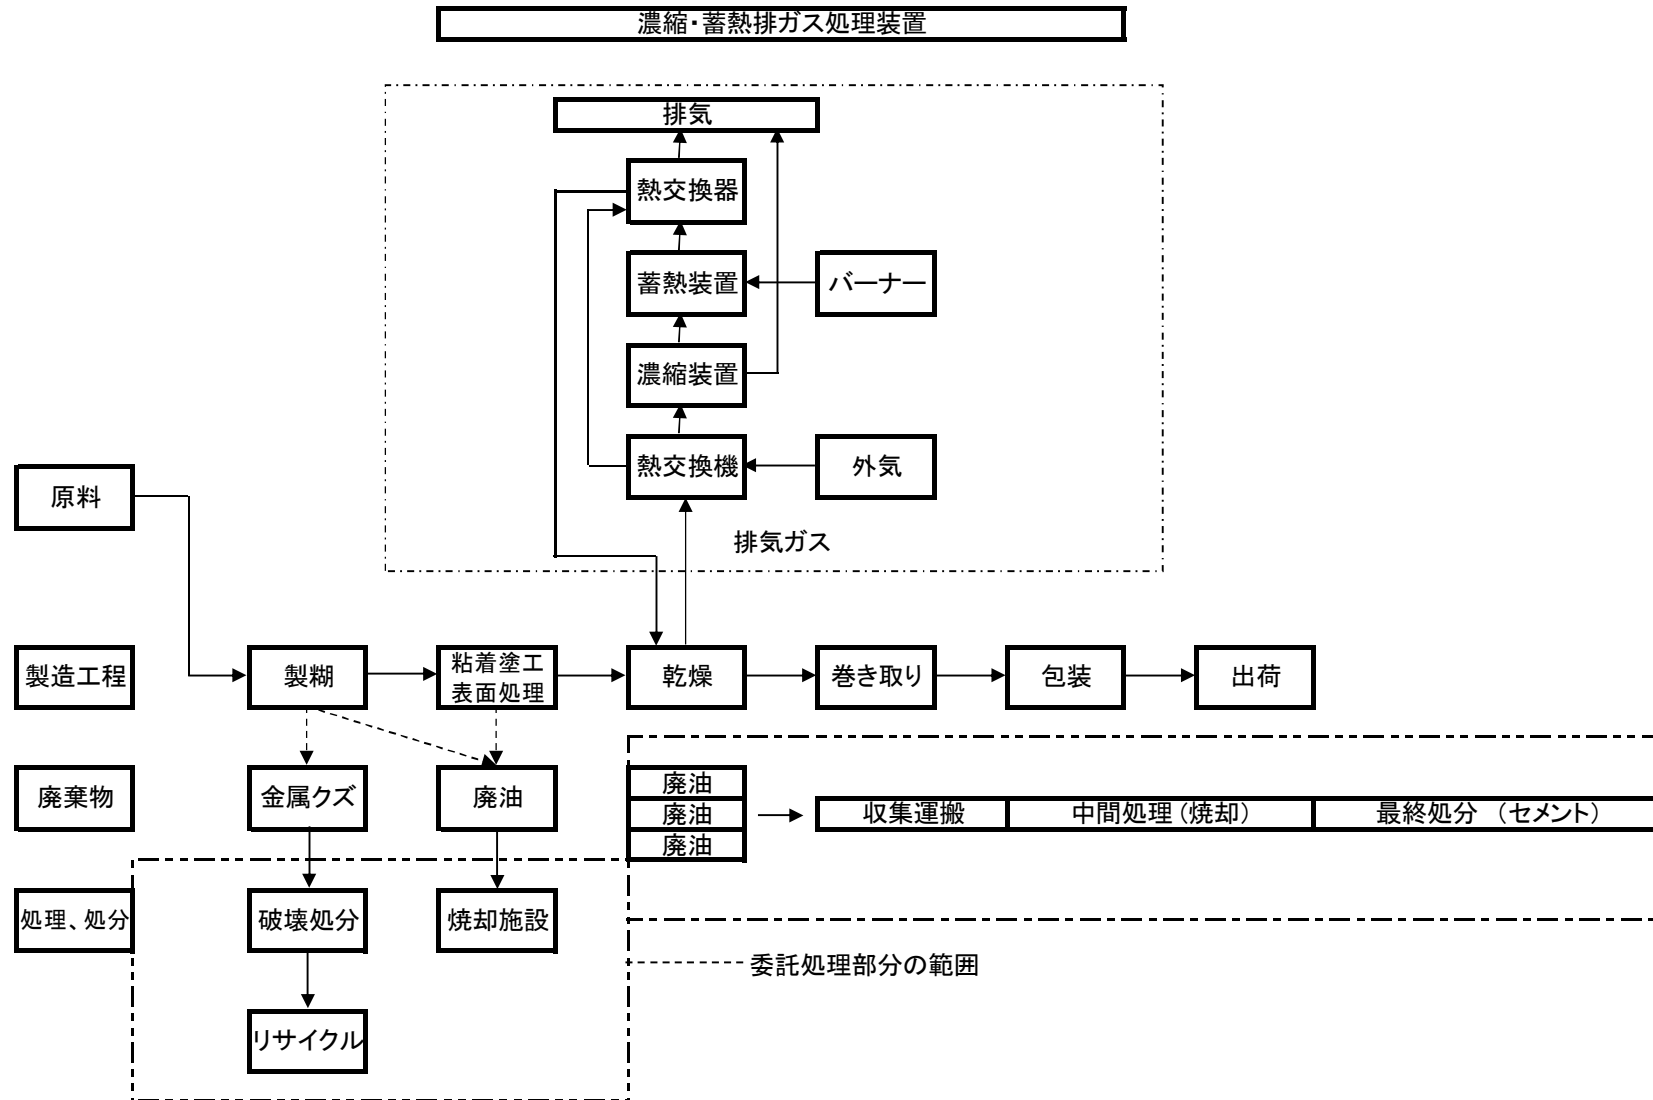 濃縮・蓄熱排ガス処理装置
排気
熱交換器
蓄熱装置
バーナー
濃縮装置
熱交換機
外気
原料
排気ガス
製造工程
製糊
粘着塗工
表面処理
乾燥
巻き取り
包装
出荷
廃棄物
金属クズ
廃油
廃油
廃油
廃油
収集運搬
中間処理（焼却）
最終処分 （セメント）
処理、処分
破壊処分
焼却施設
委託処理部分の範囲
リサイクル